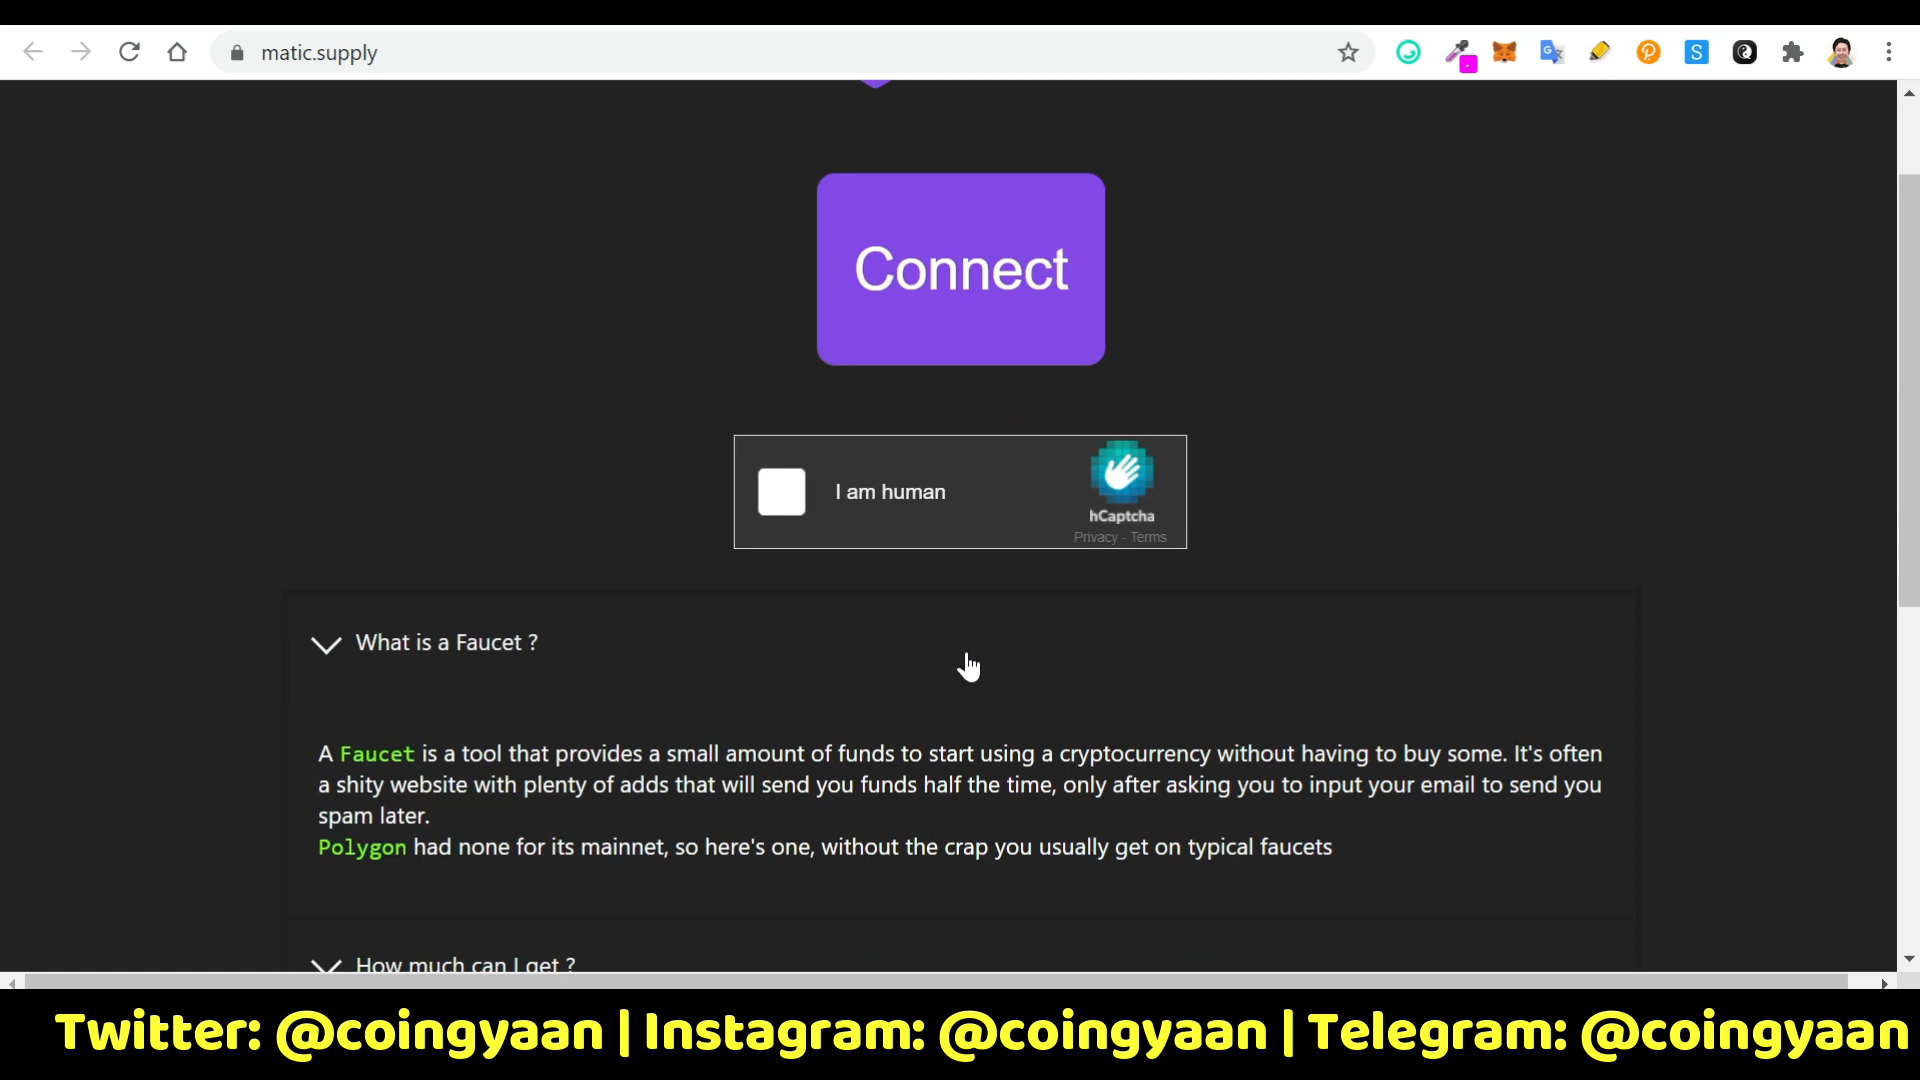 matic.supply
Connect
I am human
hCaptcha
Privacy - Terms
What is a Faucet ?
A Faucet is a tool that provides a small amount of funds to start using a cryptocurrency without having to buy some. It's often
a shity website with plenty of adds that will send you funds half the time, only after asking you to input your email to send you
spam later.
Polygon had none for its mainnet, so here's one, without the crap you usually get on typical faucets
How much can I get ?
Twitter: @coingyaan | Instagram: @coingyaan | Telegram: @coingyaan